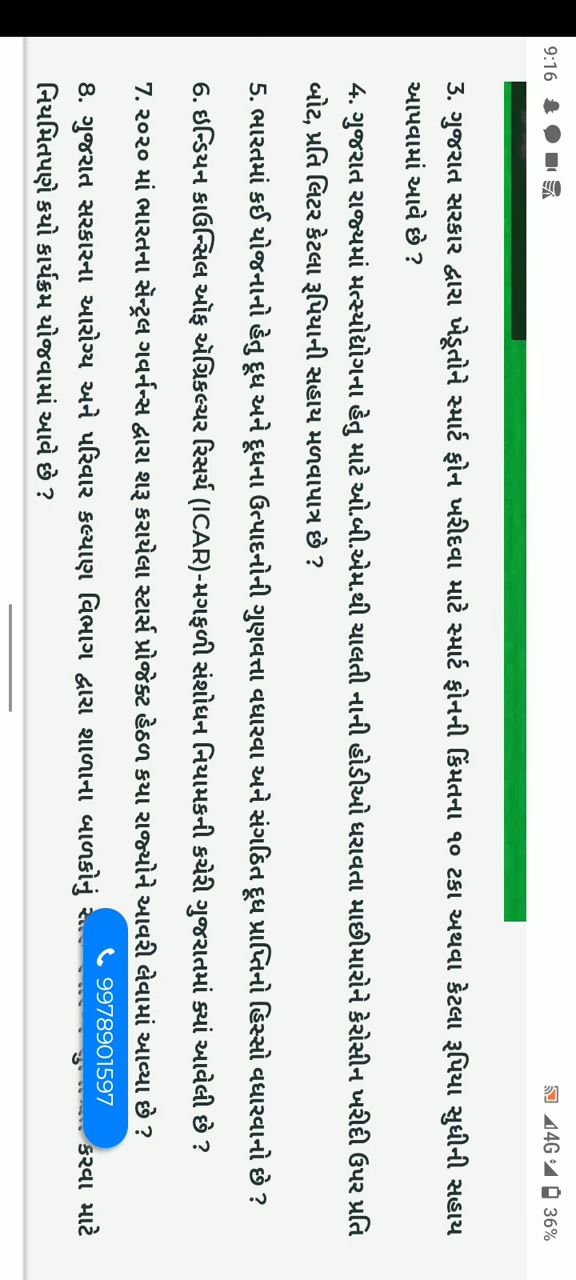 9:16
4G 36%
3. ગુજરાત સરકાર દ્વારા ખેડૂતોને સ્માર્ટ ફોન ખરીદવા માટે સ્માર્ટ ફોનની કિંમતના ૧૦ ટકા અથવા કેટલા રૂપિયા સુધીની સહાય
આપવામાં આવે છે ?
4. ગુજરાત રાજ્યમાં મત્સ્યોદ્યોગના હેતુ માટે ઓ.બી.એમ.થી ચાલતી નાની હોડીઓ ધરાવતા માછીમારોને કેરોસીન ખરીદી ઉપર પ્રતિ
બોટ, પ્રતિ લિટર કેટલા રૂપિયાની સહાય મળવાપાત્ર છે ?
5. ભારતમાં કઈ યોજનાનો હેતુ દૂધ અને દૂધના ઉત્પાદનોની ગુણવત્તા વધારવા અને સંગઠિત દૂધ પ્રાપ્તિનો હિસ્સો વધારવાનો છે ?
6. ઇન્ડિયન કાઉન્સિલ ઑફ ઍગ્રિકલ્ચર રિસર્ચ (ICAR)-મગફળી સંશોધન નિયામકની કચેરી ગુજરાતમાં ક્યાં આવેલી છે ?
7. ૨૦૨૦ માં ભારતના સેન્ટ્રલ ગવર્નન્સ દ્વારા શરૂ કરાયેલા સ્ટાર્સ પ્રોજેક્ટ હેઠળ કયા રાજ્યોને આવરી લેવામાં આવ્યા છે ?
8. ગુજરાત સરકારના આરોગ્ય અને પરિવાર કલ્યાણ વિભાગ દ્વારા શાળાના બાળકોનું કરવા માટે
નિયમિતપણે કયો કાર્યક્રમ યોજવામાં આવે છે ?
9978901597